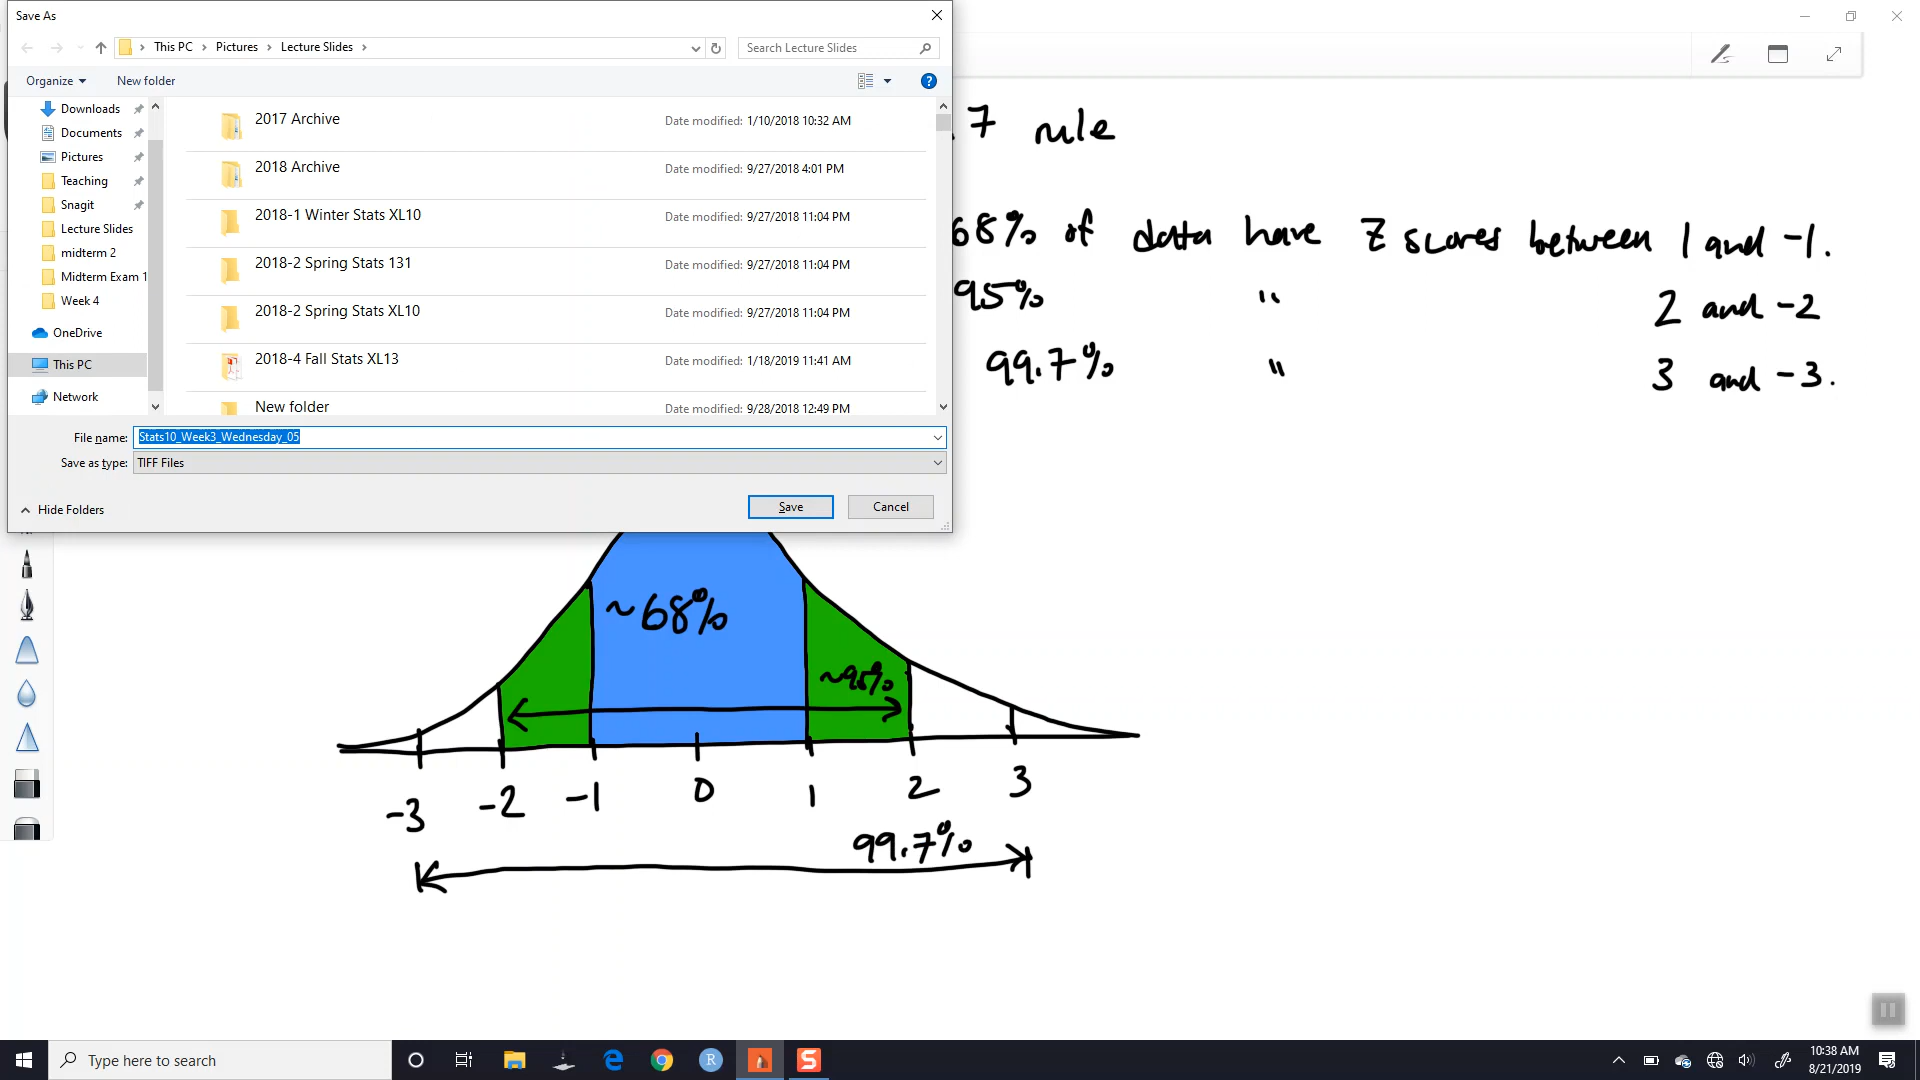 Save As
This PC Pictures Lecture Slides
Search Lecture Slides
Organize New folder
Downloads
Documents
Pictures
Teaching
Snagit
Lecture Slides
midterm 2
Midterm Exam 1
Week 4
OneDrive
This PC
Network
2017 Archive Date modified: 1/10/2018 10:32 AM
2018 Archive Date modified: 9/27/2018 4:01 PM
2018-1 Winter Stats XL10 Date modified: 9/27/2018 11:04 PM
2018-2 Spring Stats 131 Date modified: 9/27/2018 11:04 PM
2018-2 Spring Stats XL10 Date modified: 9/27/2018 11:04 PM
2018-4 Fall Stats XL13 Date modified: 1/18/2019 11:41 AM
New folder Date modified: 9/28/2018 12:49 PM
File name: Stats10_Week3_Wednesday_05
Save as type: TIFF Files
Hide Folders
Save Cancel
.7 rule
68% of data have Z scores between 1 and -1.
95% " 2 and -2
99.7% " 3 and -3.
~68%
~95%
-3 -2 -1 0 1 2 3
99.7%
Type here to search
10:38 AM
8/21/2019